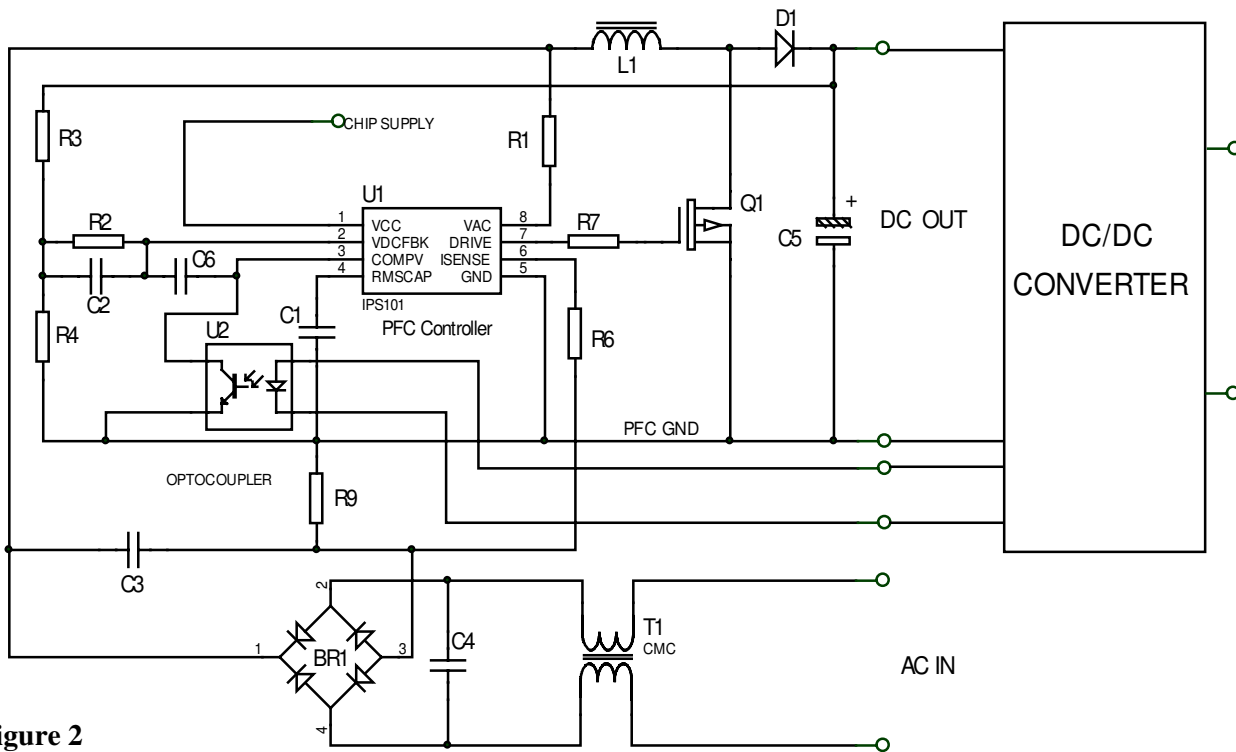 D1
L1
R3
CHIP SUPPLY
R1
U1
1 VCC VAC 8
2 VDCFBK DRIVE 7
3 COMPV ISENSE 6
4 RMSCAP GND 5
IPS101
PFC Controller
R7
Q1
+
C5
DC OUT
DC/DC
CONVERTER
R2
C2
C6
R4
U2
C1
R6
PFC GND
OPTOCOUPLER
R9
C3
2
1
BR1
3
4
C4
T1
CMC
AC IN
igure 2